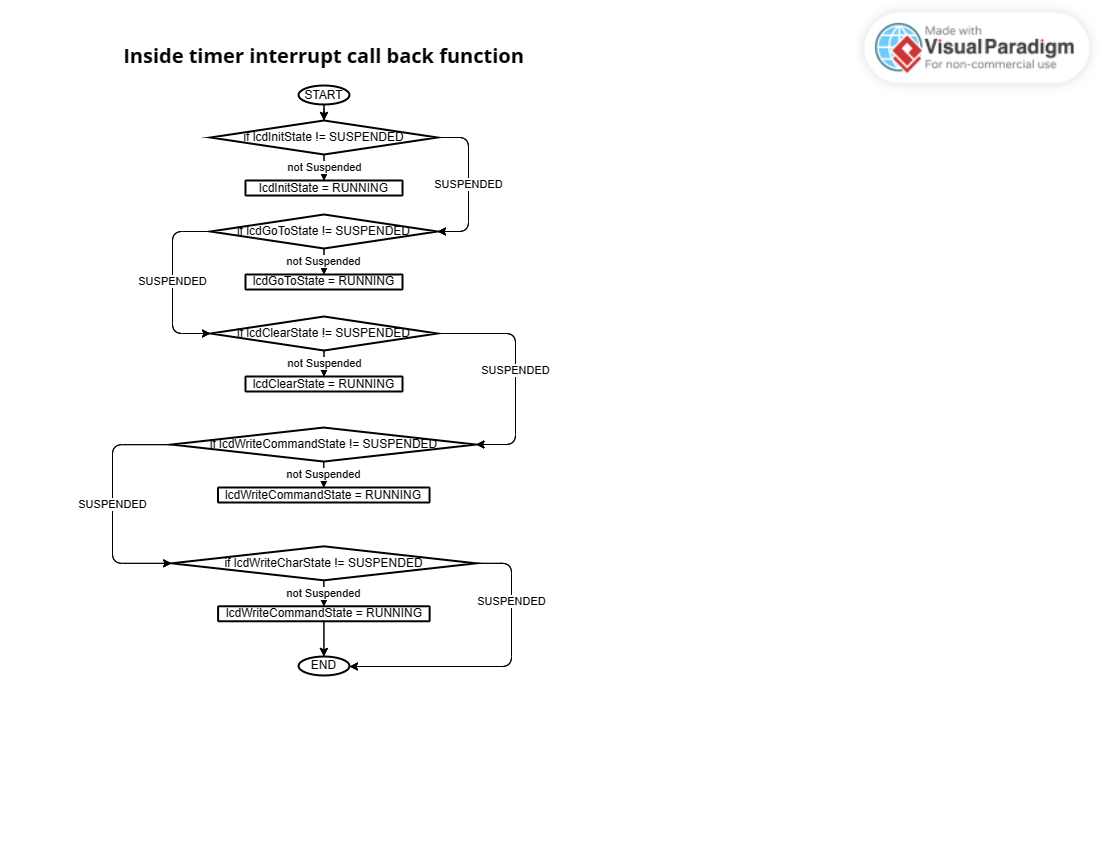 Made with
Visual Paradigm
For non-commercial use
Inside timer interrupt call back function
START
if lcdInitState != SUSPENDED
not Suspended
SUSPENDED
lcdInitState = RUNNING
if lcdGoToState != SUSPENDED
not Suspended
SUSPENDED
lcdGoToState = RUNNING
if lcdClearState != SUSPENDED
not Suspended
SUSPENDED
lcdClearState = RUNNING
if lcdWriteCommandState != SUSPENDED
not Suspended
lcdWriteCommandState = RUNNING
SUSPENDED
if lcdWriteCharState != SUSPENDED
not Suspended
SUSPENDED
lcdWriteCommandState = RUNNING
END